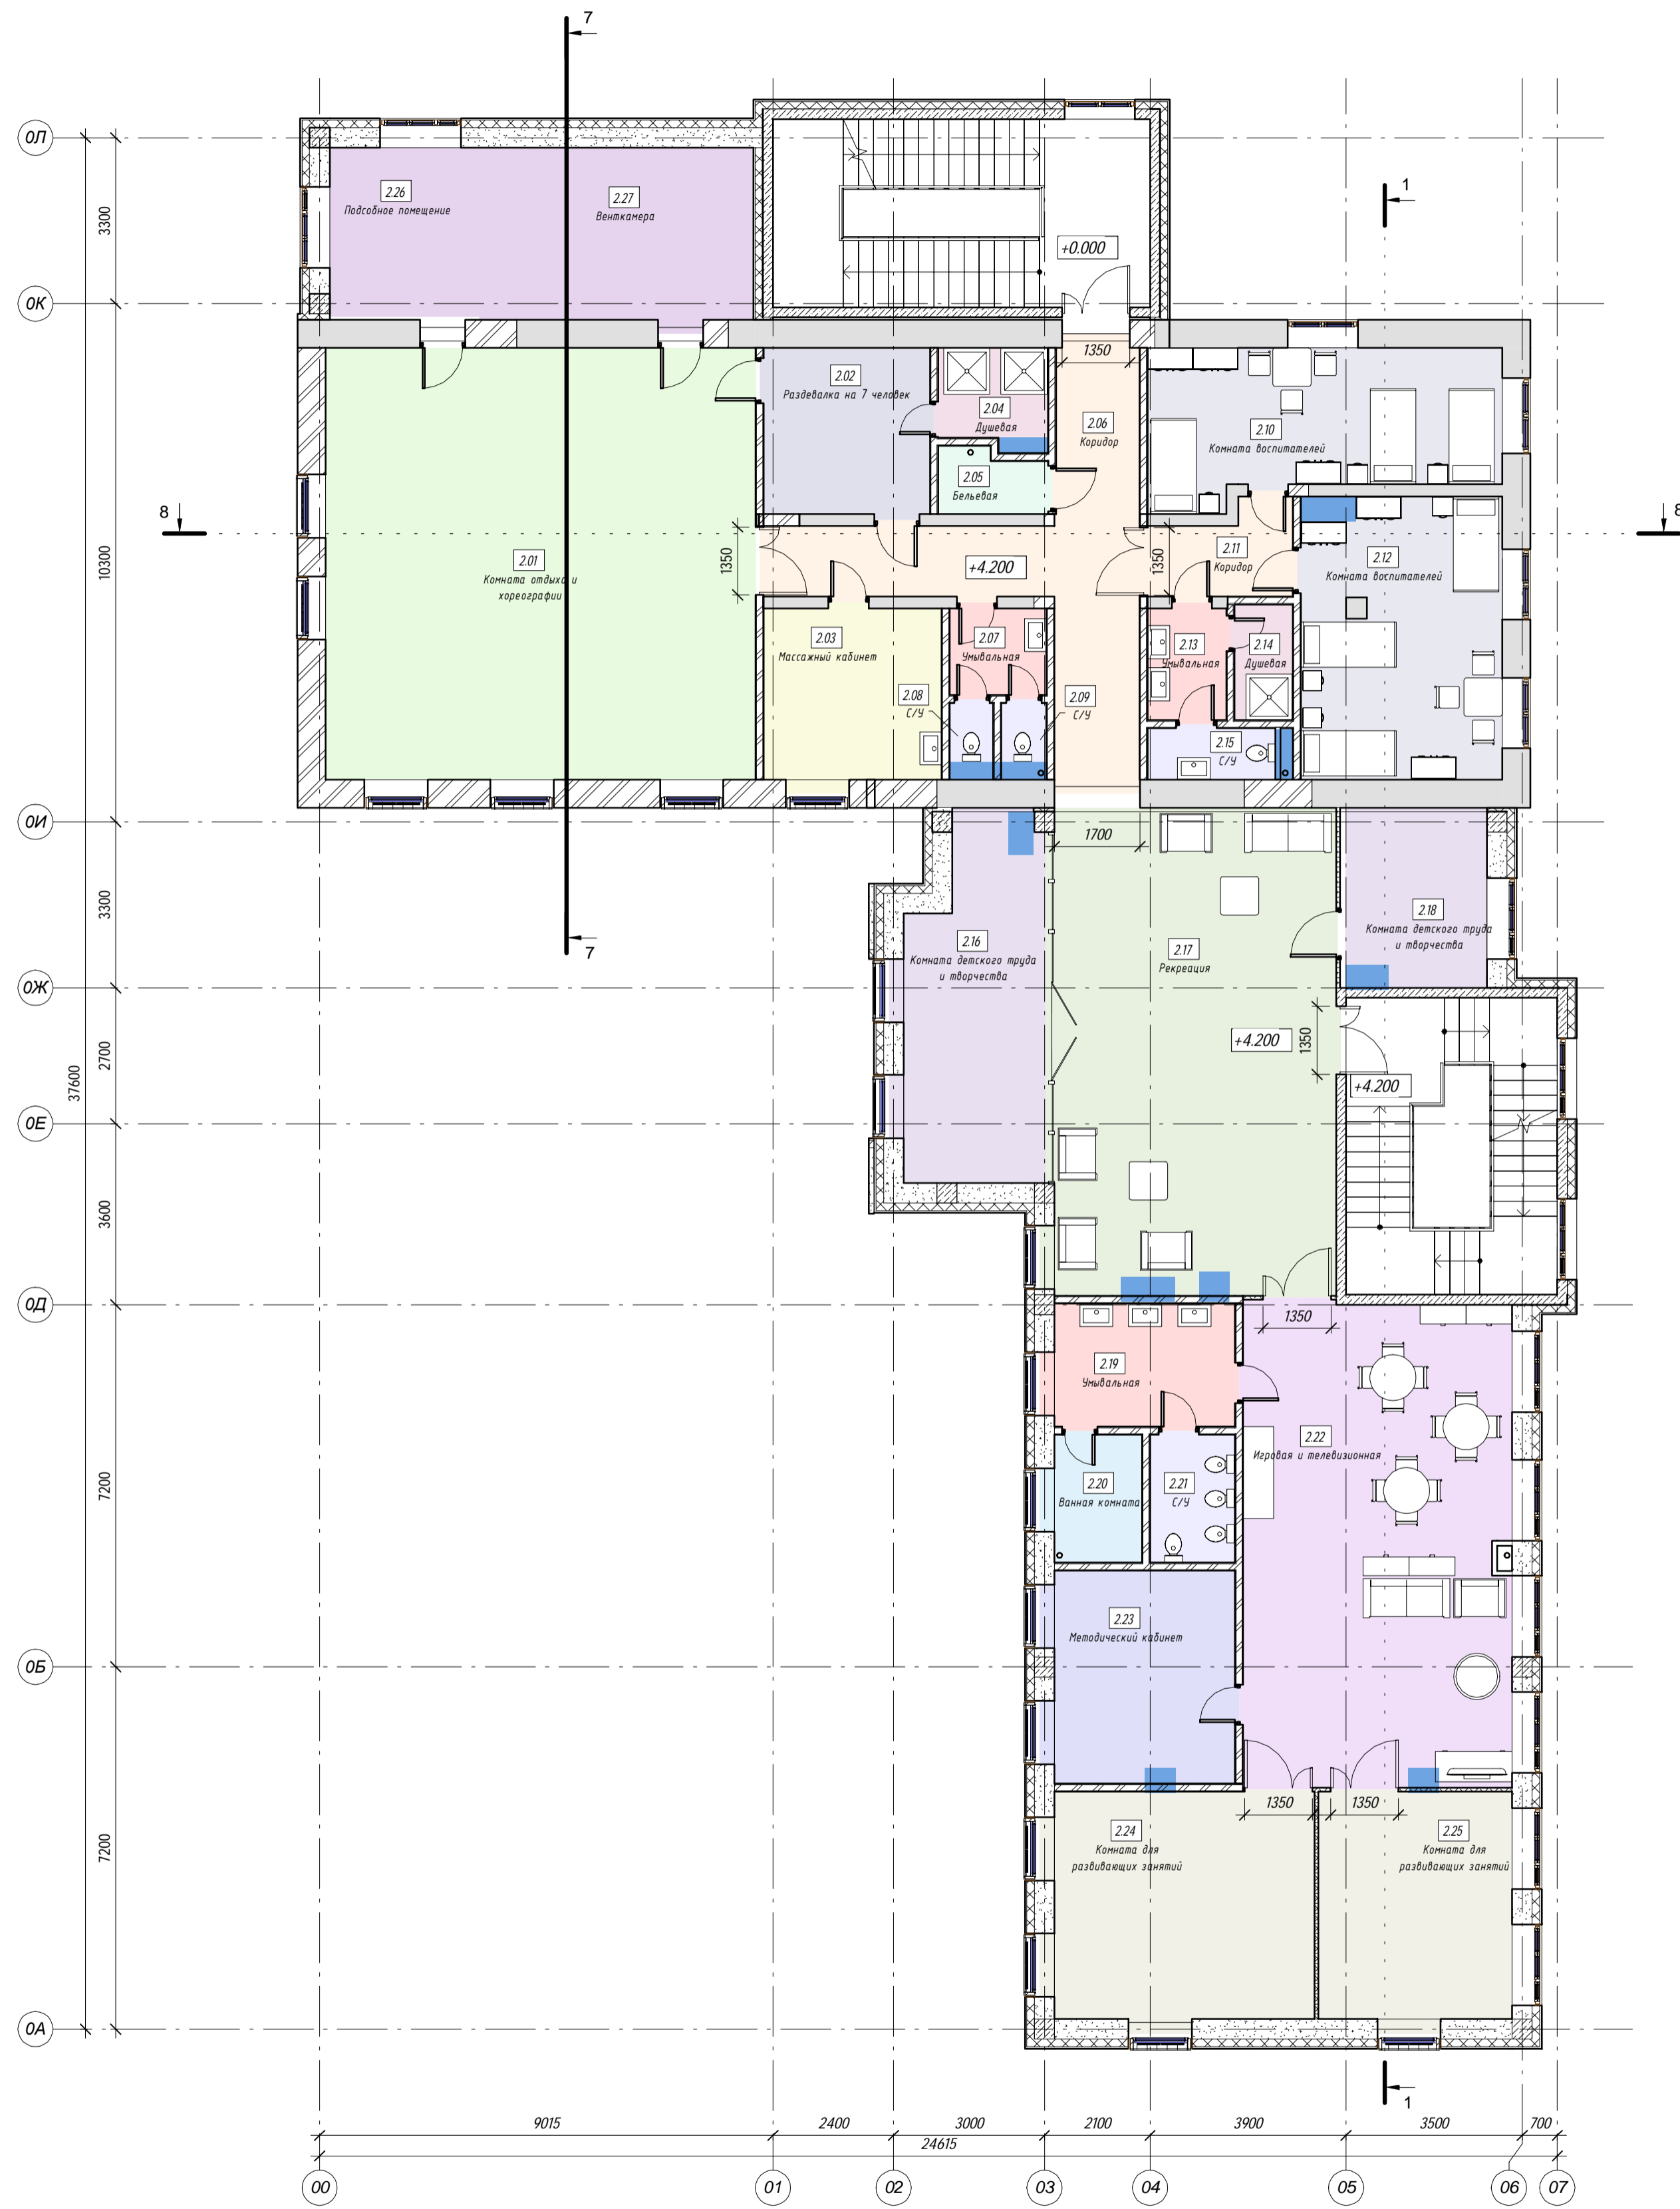 7
0Л
1
2.26
Подсобное помещение
2.27
Венткамера
3300
+0.000
0К
1350
2.02
Раздевалка на 7 человек
2.04
Душевая
2.06
Коридор
2.10
Комната воспитателей
2.05
Бельевая
8
8
10300
2.01
Комната отдыха и
хореографии
1350
+4.200
1350
2.11
Коридор
2.12
Комната воспитателей
2.03
Массажный кабинет
2.07
Умывальная
2.13
Умывальная
2.14
Душевая
2.08
С/У
2.09
С/У
2.15
С/У
0И
1700
3300
2.16
Комната детского труда
и творчества
2.17
Рекреация
2.18
Комната детского труда
и творчества
7
0Ж
2700
+4.200
1350
+4.200
37600
0Е
3600
0Д
1350
2.19
Умывальная
2.22
Игровая и телевизионная
7200
2.20
Ванная комната
2.21
С/У
2.23
Методический кабинет
0Б
1350
1350
7200
2.24
Комната для
развивающих занятий
2.25
Комната для
развивающих занятий
0А
1
9015
2400
3000
2100
3900
3500
700
24615
00
01
02
03
04
05
06
07